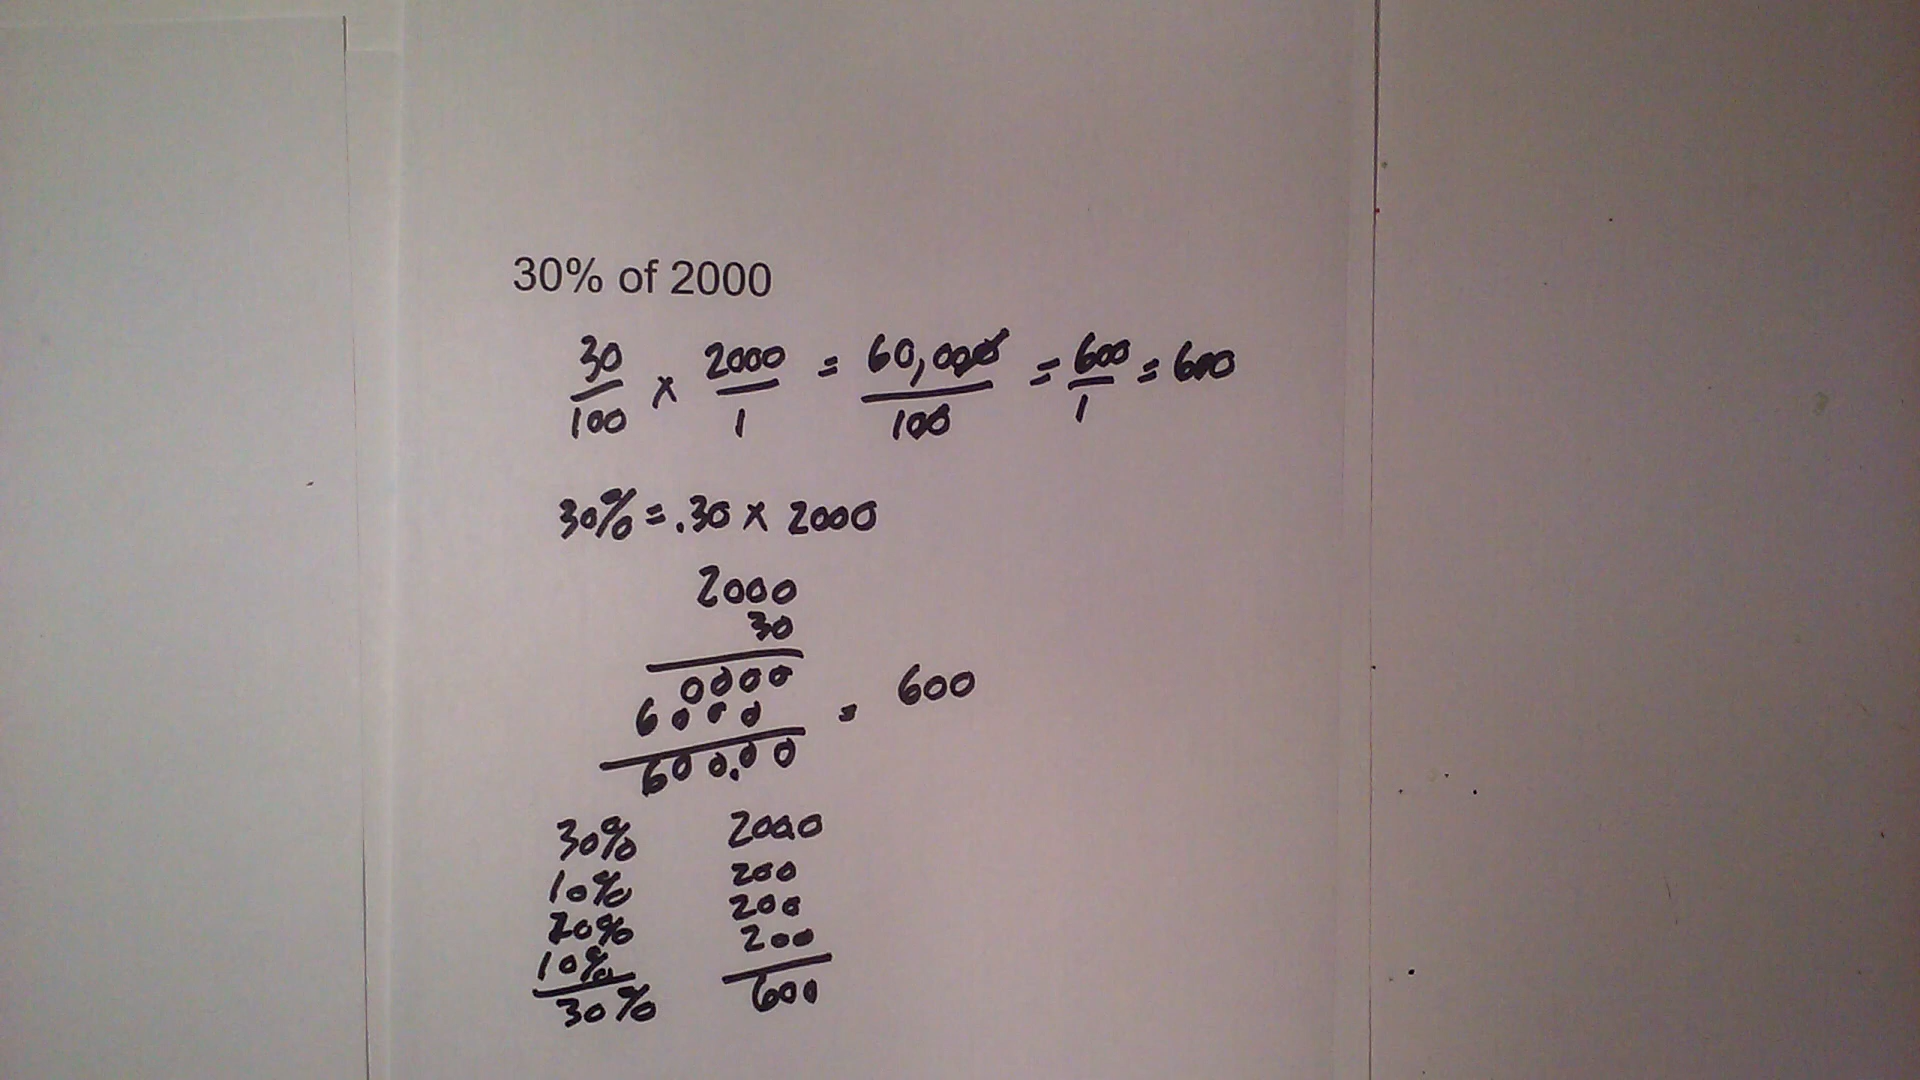 30% of 2000
30/100 x 2000/1 = 60,000/100 = 600/1 = 600
30% = .30 x 2000
2000
30
0000
6000 = 600
600.00
30% 2000
10% 200
20% 200
10% 200
30% 600